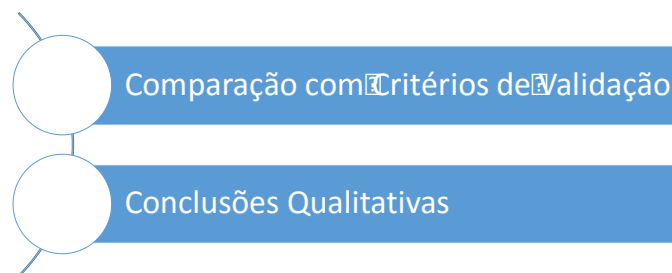 Comparação com Critérios de Validação
Conclusões Qualitativas